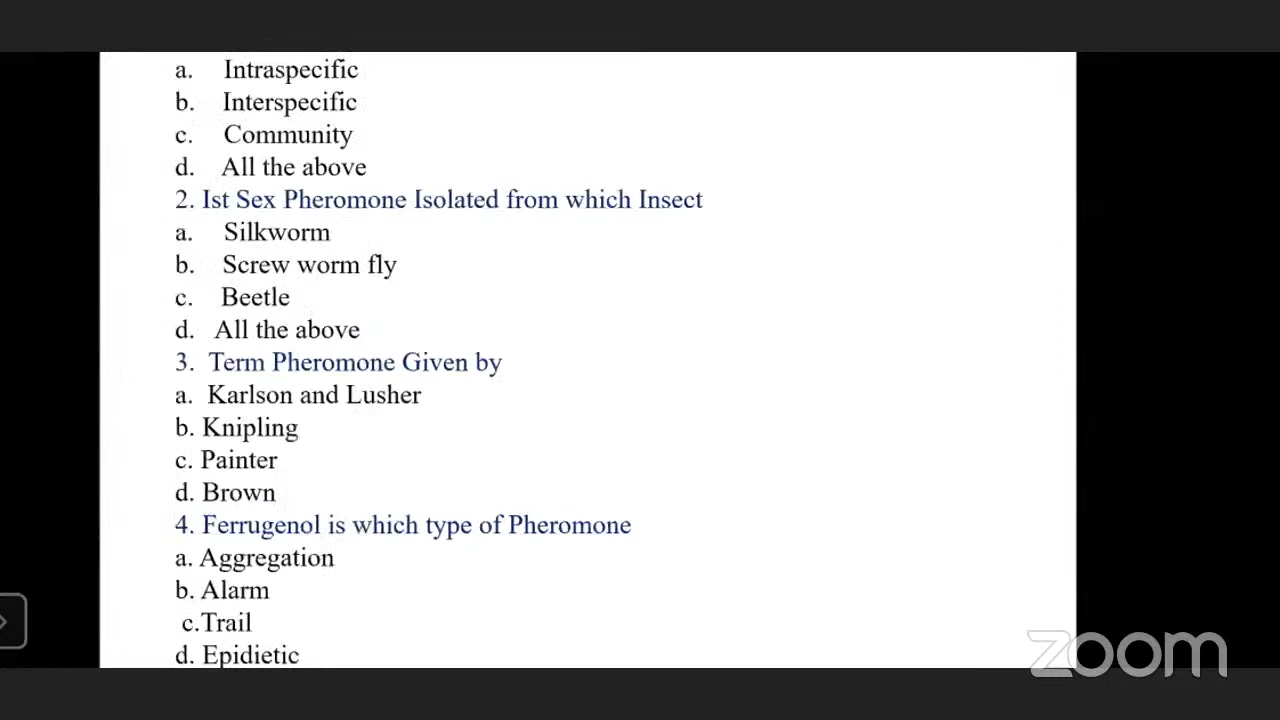 a. Intraspecific
b. Interspecific
c. Community
d. All the above
2. Ist Sex Pheromone Isolated from which Insect
a. Silkworm
b. Screw worm fly
c. Beetle
d. All the above
3. Term Pheromone Given by
a. Karlson and Lusher
b. Knipling
c. Painter
d. Brown
4. Ferrugenol is which type of Pheromone
a. Aggregation
b. Alarm
c.Trail
d. Epidietic
zoom